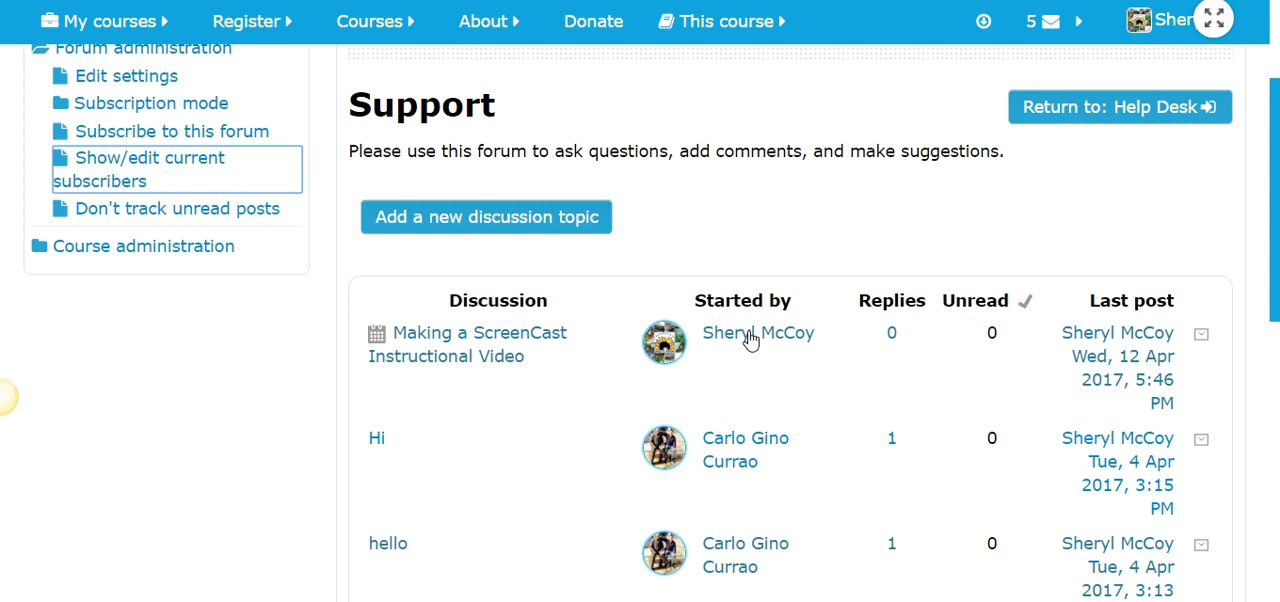 My courses Register Courses About Donate This course 5 Sher
Forum administration
Edit settings
Subscription mode
Subscribe to this forum
Show/edit current
subscribers
Don't track unread posts
Course administration
Support
Return to: Help Desk
Please use this forum to ask questions, add comments, and make suggestions.
Add a new discussion topic
Discussion Started by Replies Unread Last post
Making a ScreenCast Sheryl McCoy 0 0 Sheryl McCoy
Instructional Video Wed, 12 Apr
2017, 5:46
PM
Hi Carlo Gino 1 0 Sheryl McCoy
Currao Tue, 4 Apr
2017, 3:15
PM
hello Carlo Gino 1 0 Sheryl McCoy
Currao Tue, 4 Apr
2017, 3:13